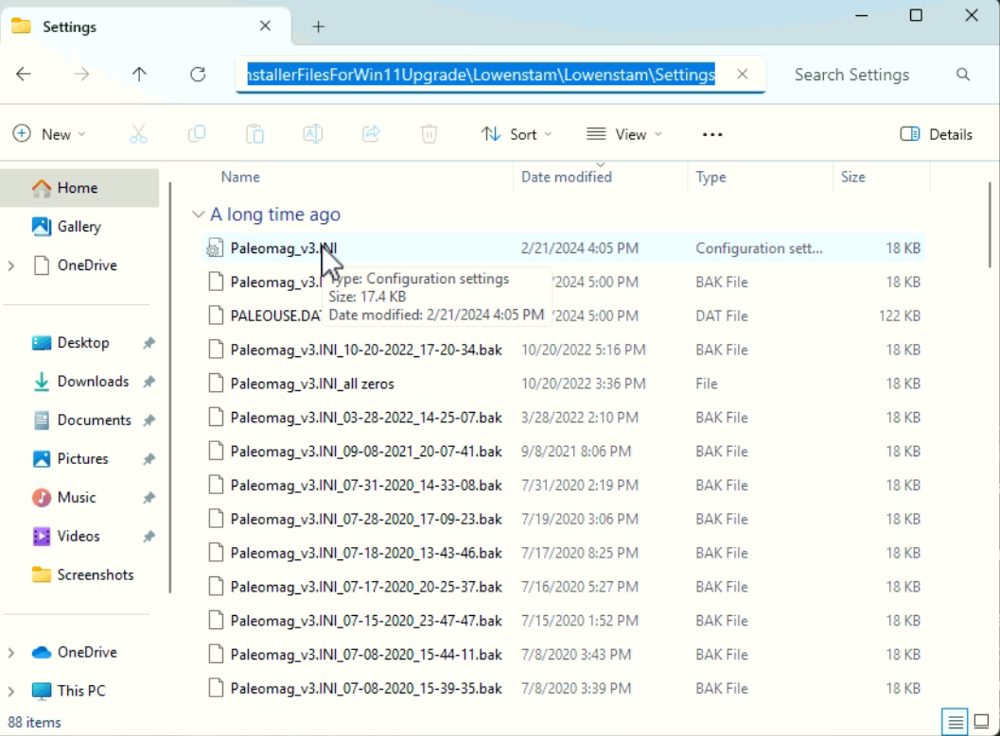 Settings
nstallerFilesForWin11Upgrade\Lowenstam\Lowenstam\Settings
Search Settings
New
Sort
View
Details
Name Date modified Type Size
Home
Gallery
OneDrive
Desktop
Downloads
Documents
Pictures
Music
Videos
Screenshots
OneDrive
This PC
A long time ago
Paleomag_v3.INI 2/21/2024 4:05 PM Configuration sett... 18 KB
Paleomag_v3.I /2024 5:00 PM BAK File 18 KB
PALEOUSE.DAT /2024 5:00 PM DAT File 122 KB
Type: Configuration settings
Size: 17.4 KB
Date modified: 2/21/2024 4:05 PM
Paleomag_v3.INI_10-20-2022_17-20-34.bak 10/20/2022 5:16 PM BAK File 18 KB
Paleomag_v3.INI_all zeros 10/20/2022 3:36 PM File 18 KB
Paleomag_v3.INI_03-28-2022_14-25-07.bak 3/28/2022 2:10 PM BAK File 18 KB
Paleomag_v3.INI_09-08-2021_20-07-41.bak 9/8/2021 8:06 PM BAK File 18 KB
Paleomag_v3.INI_07-31-2020_14-33-08.bak 7/31/2020 2:19 PM BAK File 18 KB
Paleomag_v3.INI_07-28-2020_17-09-23.bak 7/19/2020 3:06 PM BAK File 18 KB
Paleomag_v3.INI_07-18-2020_13-43-46.bak 7/17/2020 8:25 PM BAK File 18 KB
Paleomag_v3.INI_07-17-2020_20-25-37.bak 7/16/2020 5:27 PM BAK File 18 KB
Paleomag_v3.INI_07-15-2020_23-47-47.bak 7/15/2020 1:52 PM BAK File 18 KB
Paleomag_v3.INI_07-08-2020_15-44-11.bak 7/8/2020 3:43 PM BAK File 18 KB
Paleomag_v3.INI_07-08-2020_15-39-35.bak 7/8/2020 3:39 PM BAK File 18 KB
88 items